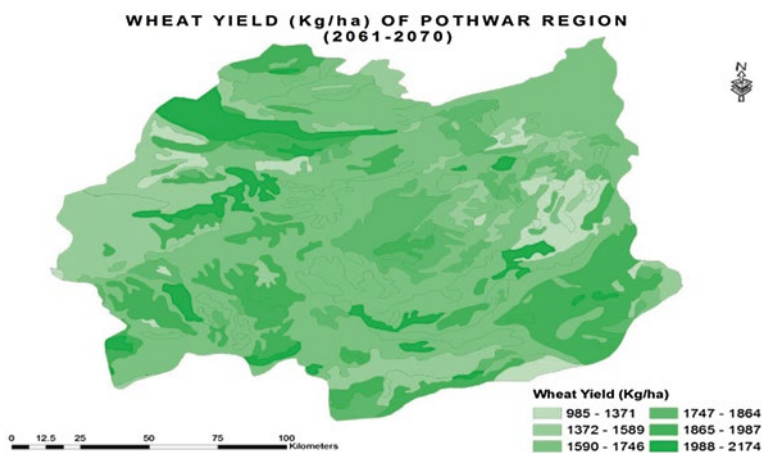 WHEAT YIELD (Kg/ha) OF POTHWAR REGION
(2061-2070)
N
Wheat Yield (Kg/ha)
985 - 1371
1372 - 1589
1590 - 1746
1747 - 1864
1865 - 1987
1988 - 2174
0 12.5 25 50 75 100
Kilometers